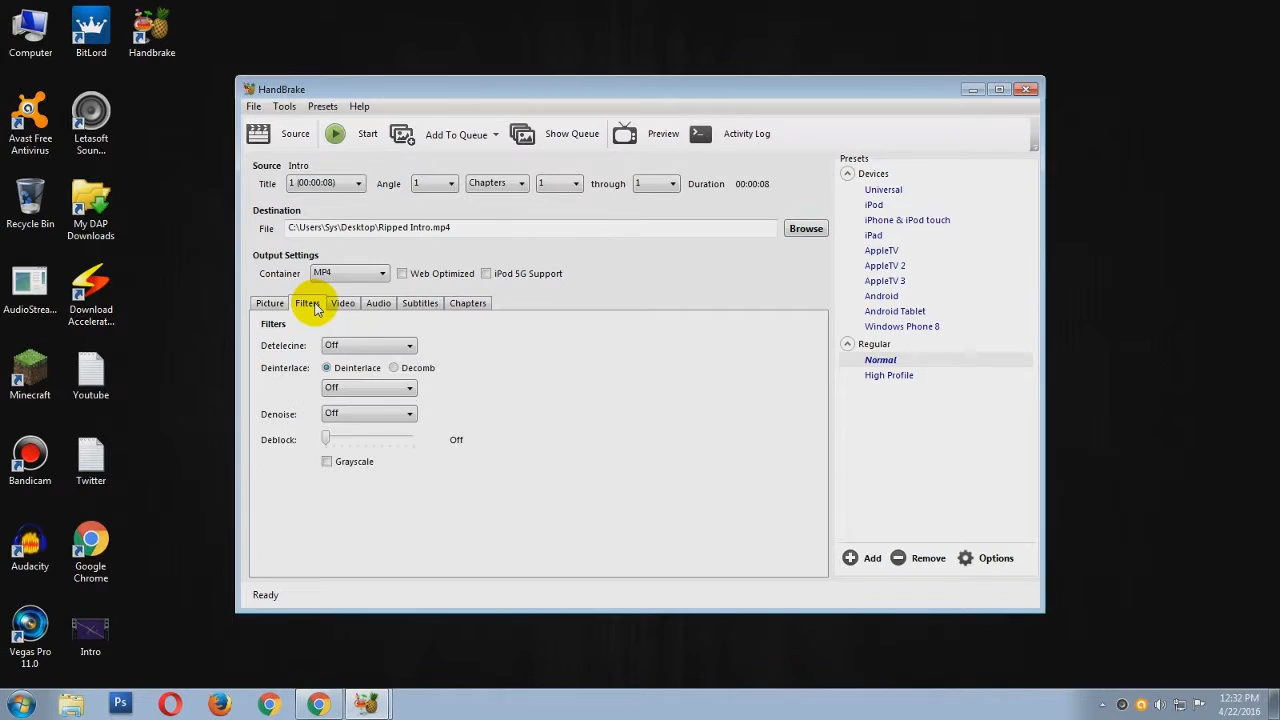 Computer
BitLord
Handbrake
Avast Free
Antivirus
Letasoft
Soun...
Recycle Bin
My DAP
Downloads
AudioStrea...
Download
Accelerat...
Minecraft
Youtube
Bandicam
Twitter
Audacity
Google
Chrome
Vegas Pro
11.0
Intro
HandBrake
File Tools Presets Help
Source Start Add To Queue Show Queue Preview Activity Log
Source Intro
Title 1 (00:00:08) Angle 1 Chapters 1 through 1 Duration 00:00:08
Destination
File C:\Users\Sys\Desktop\Ripped Intro.mp4 Browse
Output Settings
Container MP4 Web Optimized iPod 5G Support
Picture Filters Video Audio Subtitles Chapters
Filters
Detelecine: Off
Deinterlace: Deinterlace Decomb
Off
Denoise: Off
Deblock: Off
Grayscale
Presets
Devices
Universal
iPod
iPhone & iPod touch
iPad
AppleTV
AppleTV 2
AppleTV 3
Android
Android Tablet
Windows Phone 8
Regular
Normal
High Profile
Add Remove Options
Ready
Ps
12:32 PM
4/22/2016